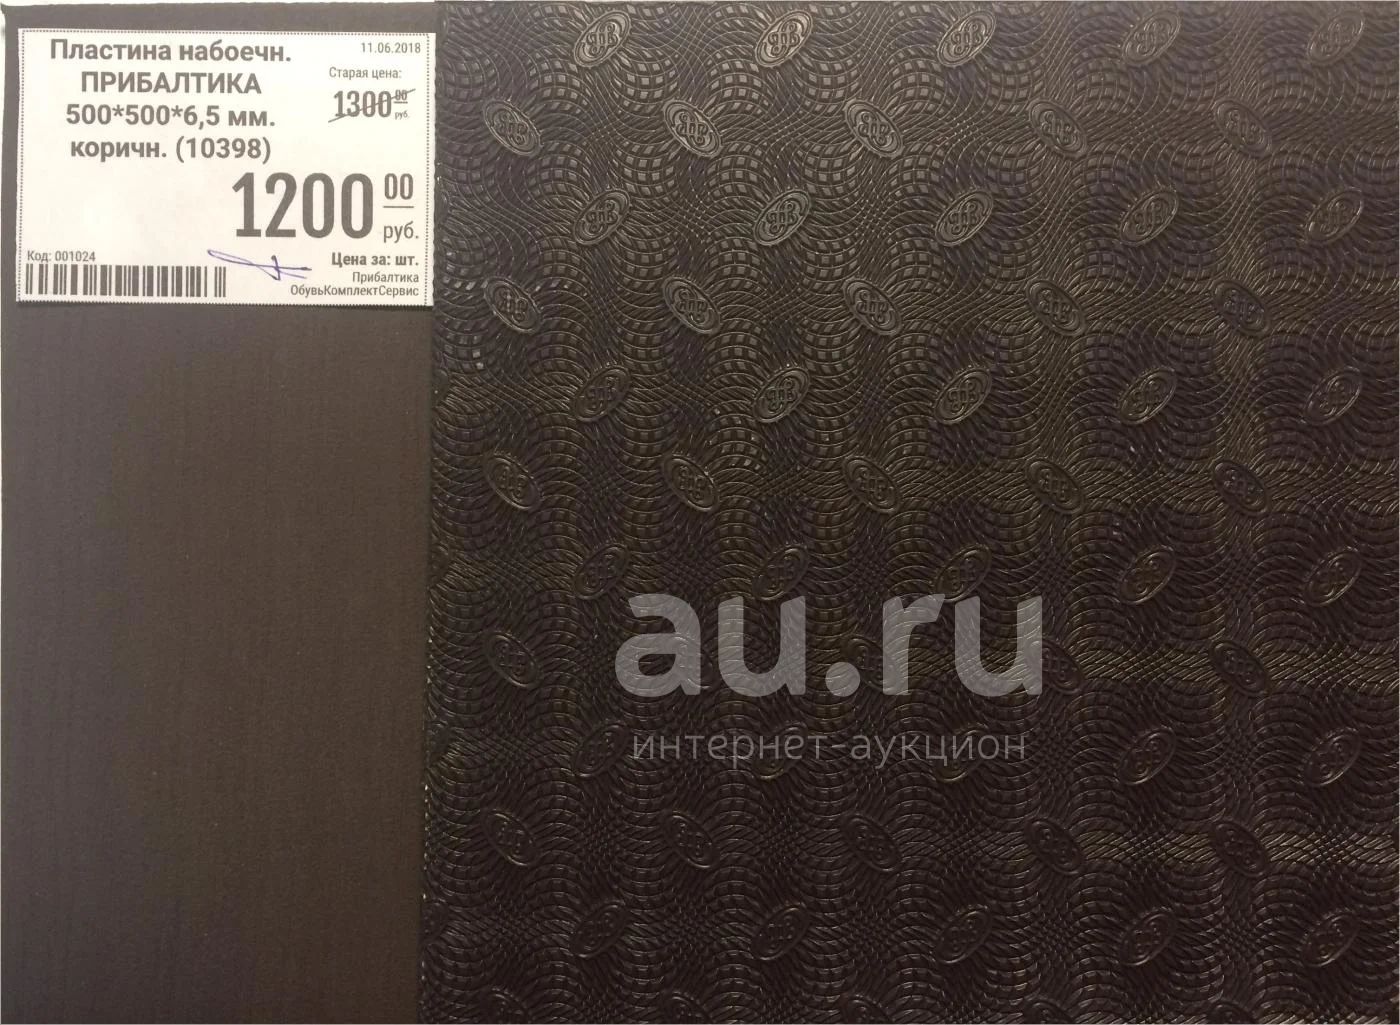 Пластина набоечн.
ПРИБАЛТИКА
500*500*6,5 мм.
коричн. (10398)
11.06.2018
Старая цена:
1300 00
руб.
1200 00
руб.
Код: 001024
Цена за: шт.
Прибалтика
ОбувьКомплектСервис
au.ru
интернет-аукцион